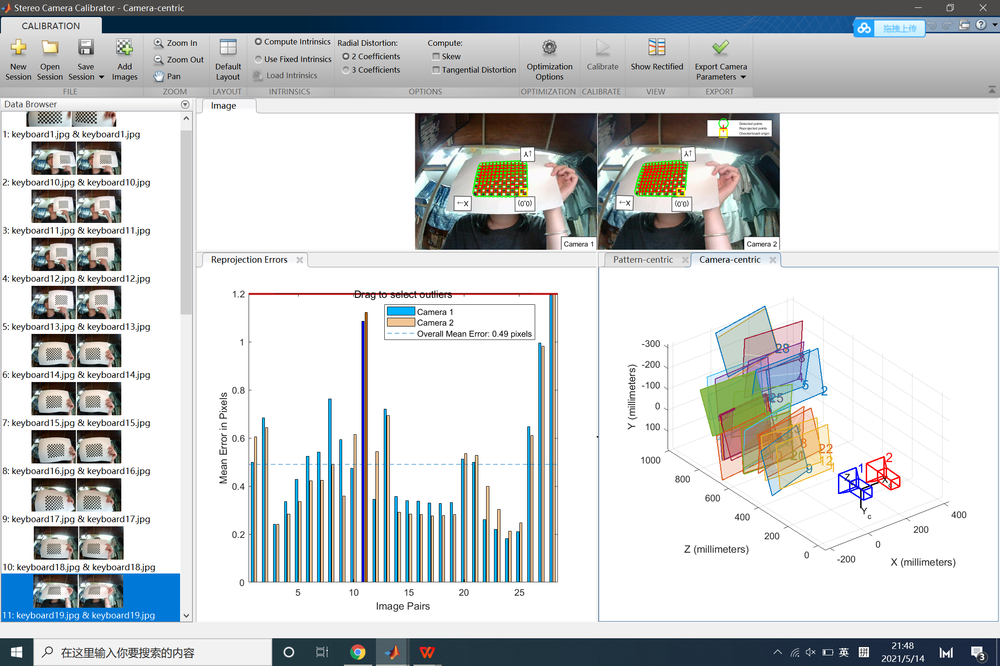 Stereo Camera Calibrator - Camera-centric
CALIBRATION
拖拽上传
New Session
Open Session
Save Session
Add Images
Zoom In
Zoom Out
Pan
Default Layout
Compute Intrinsics
Use Fixed Intrinsics
Load Intrinsics
Radial Distortion:
2 Coefficients
3 Coefficients
Compute:
Skew
Tangential Distortion
Optimization Options
Calibrate
Show Rectified
Export Camera Parameters
FILE
ZOOM
LAYOUT
INTRINSICS
OPTIONS
OPTIMIZATION
CALIBRATE
VIEW
EXPORT
Data Browser
1: keyboard1.jpg & keyboard1.jpg
2: keyboard10.jpg & keyboard10.jpg
3: keyboard11.jpg & keyboard11.jpg
4: keyboard12.jpg & keyboard12.jpg
5: keyboard13.jpg & keyboard13.jpg
6: keyboard14.jpg & keyboard14.jpg
7: keyboard15.jpg & keyboard15.jpg
8: keyboard16.jpg & keyboard16.jpg
9: keyboard17.jpg & keyboard17.jpg
10: keyboard18.jpg & keyboard18.jpg
11: keyboard19.jpg & keyboard19.jpg
Image
Y→
←X
(0,0)
Camera 1
Detected points
Reprojected points
Checkerboard origin
Y→
←X
(0,0)
Camera 2
Reprojection Errors
Drag to select outliers
Camera 1
Camera 2
Overall Mean Error: 0.49 pixels
1.2
1
0.8
0.6
0.4
0.2
0
Mean Error in Pixels
5
10
15
20
25
Image Pairs
Pattern-centric
Camera-centric
-300
-200
-100
0
100
Y (millimeters)
1000
800
600
400
200
0
Z (millimeters)
-200
0
200
400
X (millimeters)
28
3
4
5
2
25
8
22
12
1
9
1
2
Z
Xc
Yc
在这里输入你要搜索的内容
英
拼
21:48
2021/5/14
3